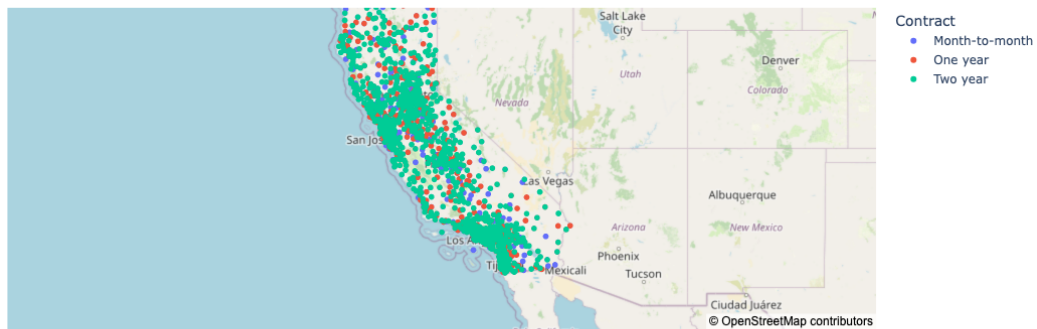 Salt Lake
City
Contract
Month-to-month
One year
Two year
Denver
Utah
Colorado
Nevada
San Jos
Las Vegas
Albuquerque
Arizona
New Mexico
Los A
Phoenix
Tij
Mexicali
Tucson
Ciudad Juárez
© OpenStreetMap contributors